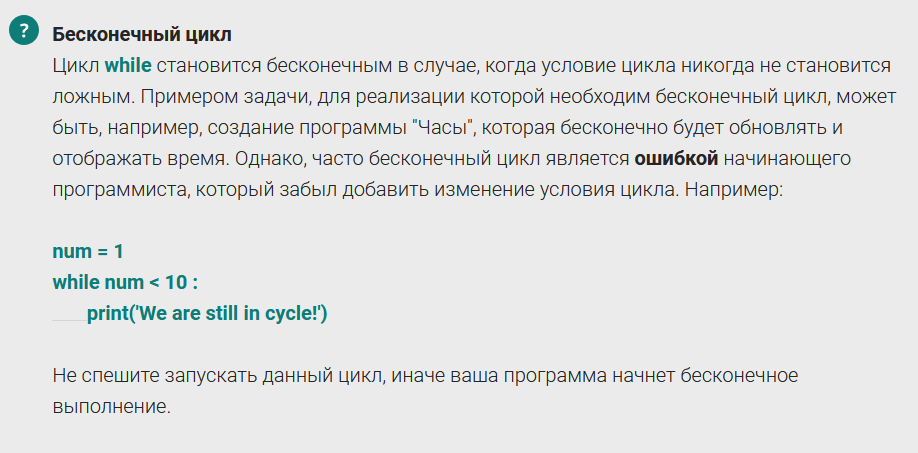 ?
Бесконечный цикл
Цикл while становится бесконечным в случае, когда условие цикла никогда не становится
ложным. Примером задачи, для реализации которой необходим бесконечный цикл, может
быть, например, создание программы "Часы", которая бесконечно будет обновлять и
отображать время. Однако, часто бесконечный цикл является ошибкой начинающего
программиста, который забыл добавить изменение условия цикла. Например:
num = 1
while num < 10 :
____print('We are still in cycle!')
Не спешите запускать данный цикл, иначе ваша программа начнет бесконечное
выполнение.